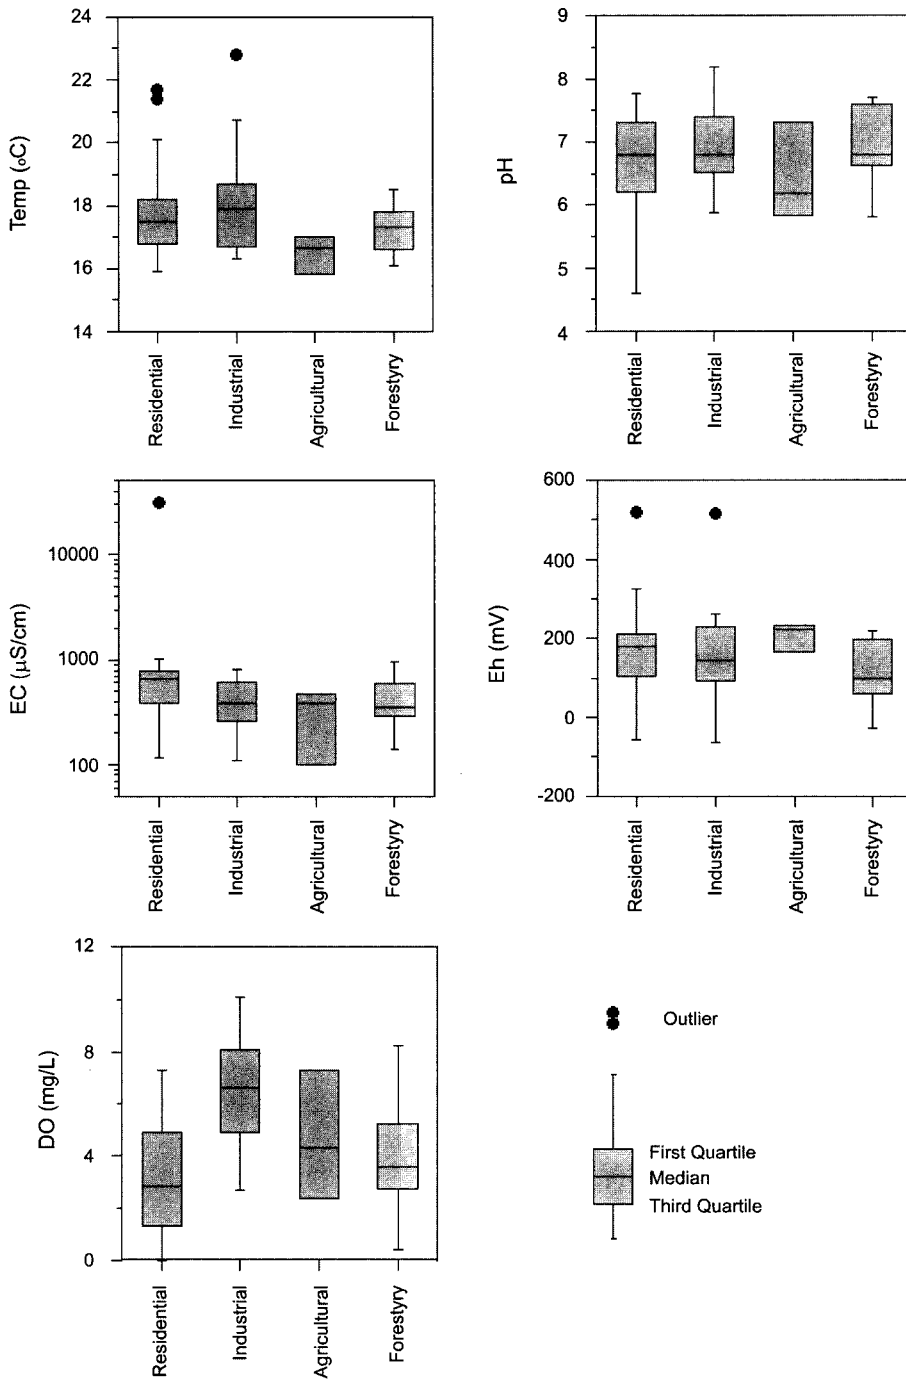 24
22
20
18
16
14
Temp (oC)
Residential
Industrial
Agricultural
Forestyry
9
8
7
6
5
4
pH
Residential
Industrial
Agricultural
Forestyry
10000
1000
100
EC (µS/cm)
Residential
Industrial
Agricultural
Forestyry
600
400
200
0
-200
Eh (mV)
Residential
Industrial
Agricultural
Forestyry
12
8
4
0
DO (mg/L)
Residential
Industrial
Agricultural
Forestyry
Outlier
First Quartile
Median
Third Quartile